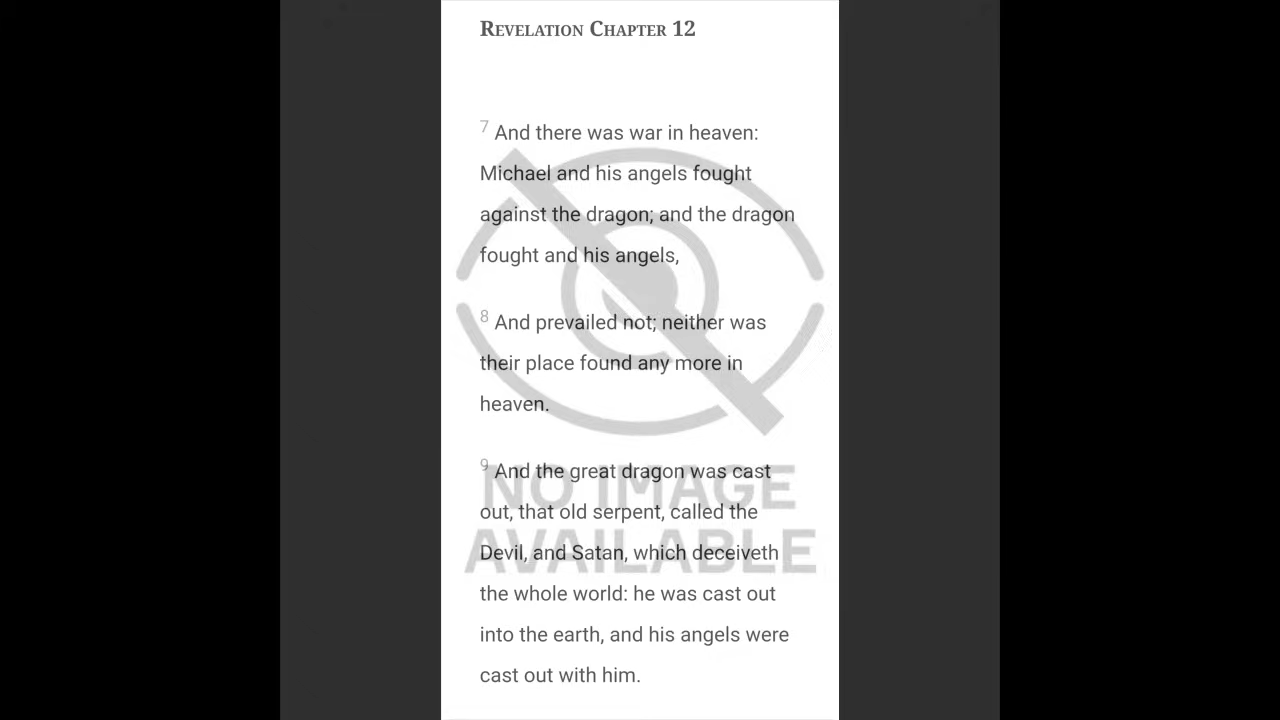 Revelation Chapter 12
7 And there was war in heaven:
Michael and his angels fought
against the dragon; and the dragon
fought and his angels,
8 And prevailed not; neither was
their place found any more in
heaven.
9 And the great dragon was cast
out, that old serpent, called the
Devil, and Satan, which deceiveth
the whole world: he was cast out
into the earth, and his angels were
cast out with him.
NO IMAGE
AVAILABLE